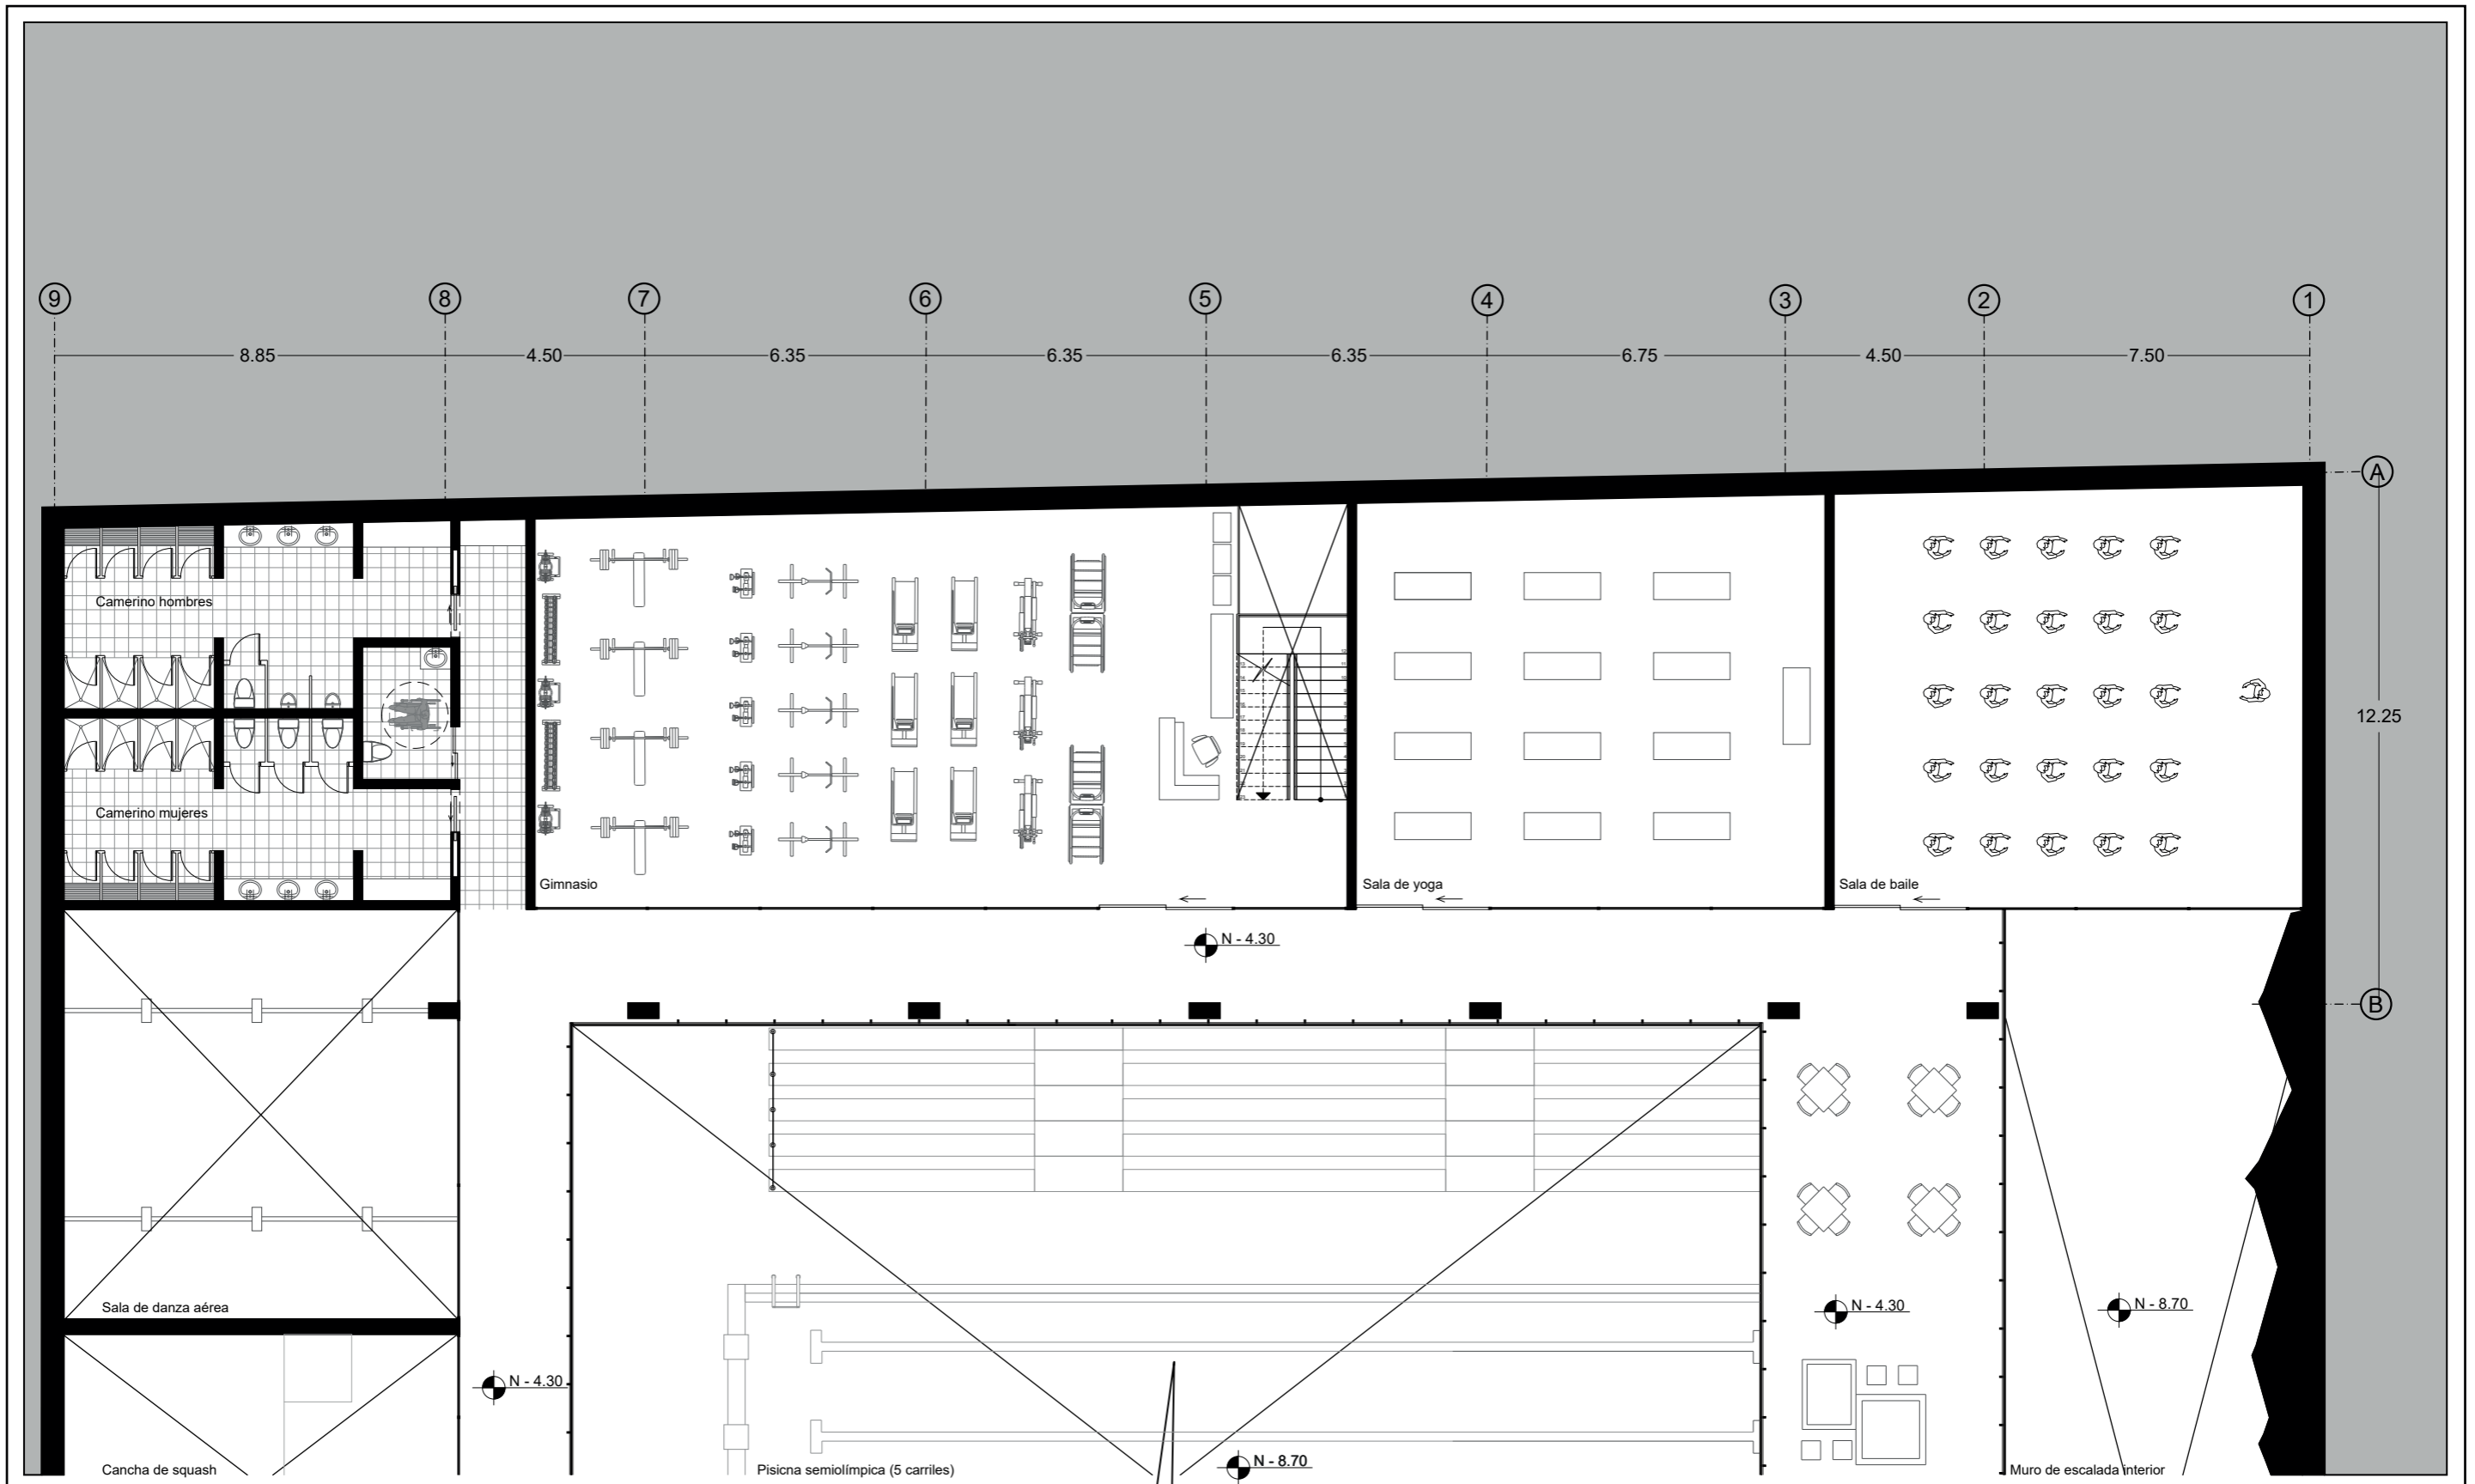 9 8 7 6 5 4 3 2 1
8.85 4.50 6.35 6.35 6.35 6.75 4.50 7.50
A
Camerino hombres
12.25
Camerino mujeres
Gimnasio
Sala de yoga
Sala de baile
N - 4.30
B
Sala de danza aérea
N - 4.30
N - 8.70
N - 4.30
Cancha de squash
Pisicna semiolímpica (5 carriles)
N - 8.70
Muro de escalada interior